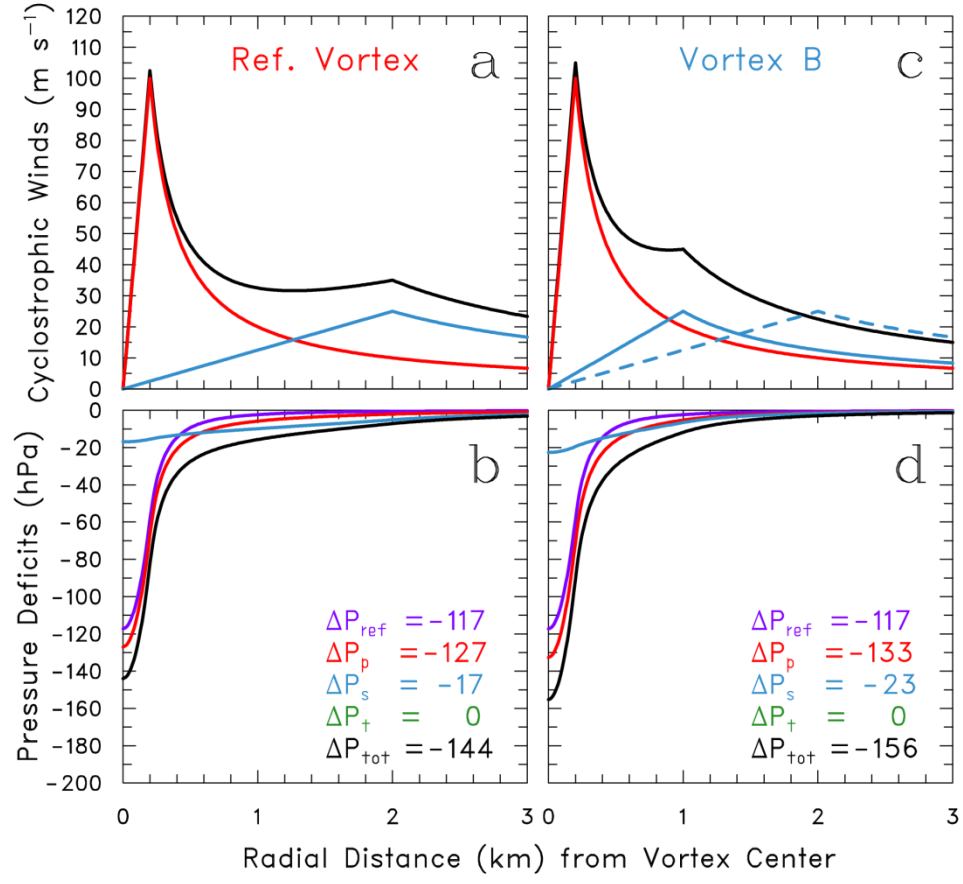 Cyclostrophic Winds (m s⁻¹)
120
110
100
90
80
70
60
50
40
30
20
10
0
Ref. Vortex
a
Vortex B
c
Pressure Deficits (hPa)
0
-20
-40
-60
-80
-100
-120
-140
-160
-180
-200
b
ΔP_ref = -117
ΔP_p = -127
ΔP_s = -17
ΔP_t = 0
ΔP_tot = -144
d
ΔP_ref = -117
ΔP_p = -133
ΔP_s = -23
ΔP_t = 0
ΔP_tot = -156
0 1 2 3
0 1 2 3
Radial Distance (km) from Vortex Center